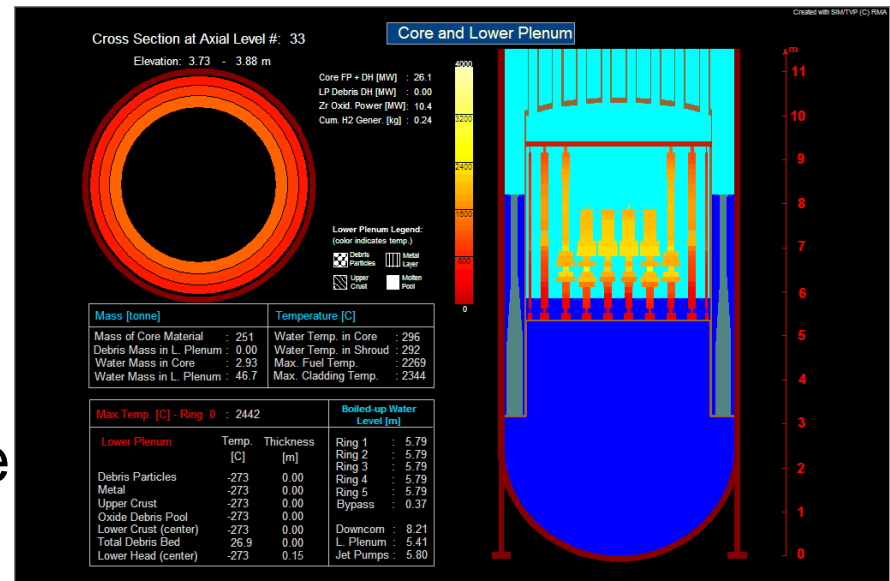 Created with SIM/TVP (C) RMA
Core and Lower Plenum
Cross Section at Axial Level #: 33
Elevation: 3.73 - 3.88 m
Core FP + DH [MW] : 26.1
LP Debris DH [MW] : 0.00
Zr Oxid. Power [MW]: 10.4
Cum. H2 Gener. [kg] : 0.24
4000
3200
2400
1600
800
0
Lower Plenum Legend:
(color indicates temp.)
Debris Particles
Metal Layer
Upper Crust
Molten Pool
m
11
10
9
8
7
6
5
4
3
2
1
0
Mass [tonne]
Mass of Core Material : 251
Debris Mass in L. Plenum : 0.00
Water Mass in Core : 2.93
Water Mass in L. Plenum : 46.7
Temperature [C]
Water Temp. in Core : 296
Water Temp. in Shroud : 292
Max. Fuel Temp. : 2269
Max. Cladding Temp. : 2344
Max.Temp. [C] - Ring: 0 : 2442
Lower Plenum Temp. Thickness
[C] [m]
Debris Particles -273 0.00
Metal -273 0.00
Upper Crust -273 0.00
Oxide Debris Pool -273 0.00
Lower Crust (center) -273 0.00
Total Debris Bed 26.9 0.00
Lower Head (center) -273 0.15
Boiled-up Water
Level [m]
Ring 1 : 5.79
Ring 2 : 5.79
Ring 3 : 5.79
Ring 4 : 5.79
Ring 5 : 5.79
Bypass : 0.37
Downcom : 8.21
L. Plenum : 5.41
Jet Pumps : 5.80
e